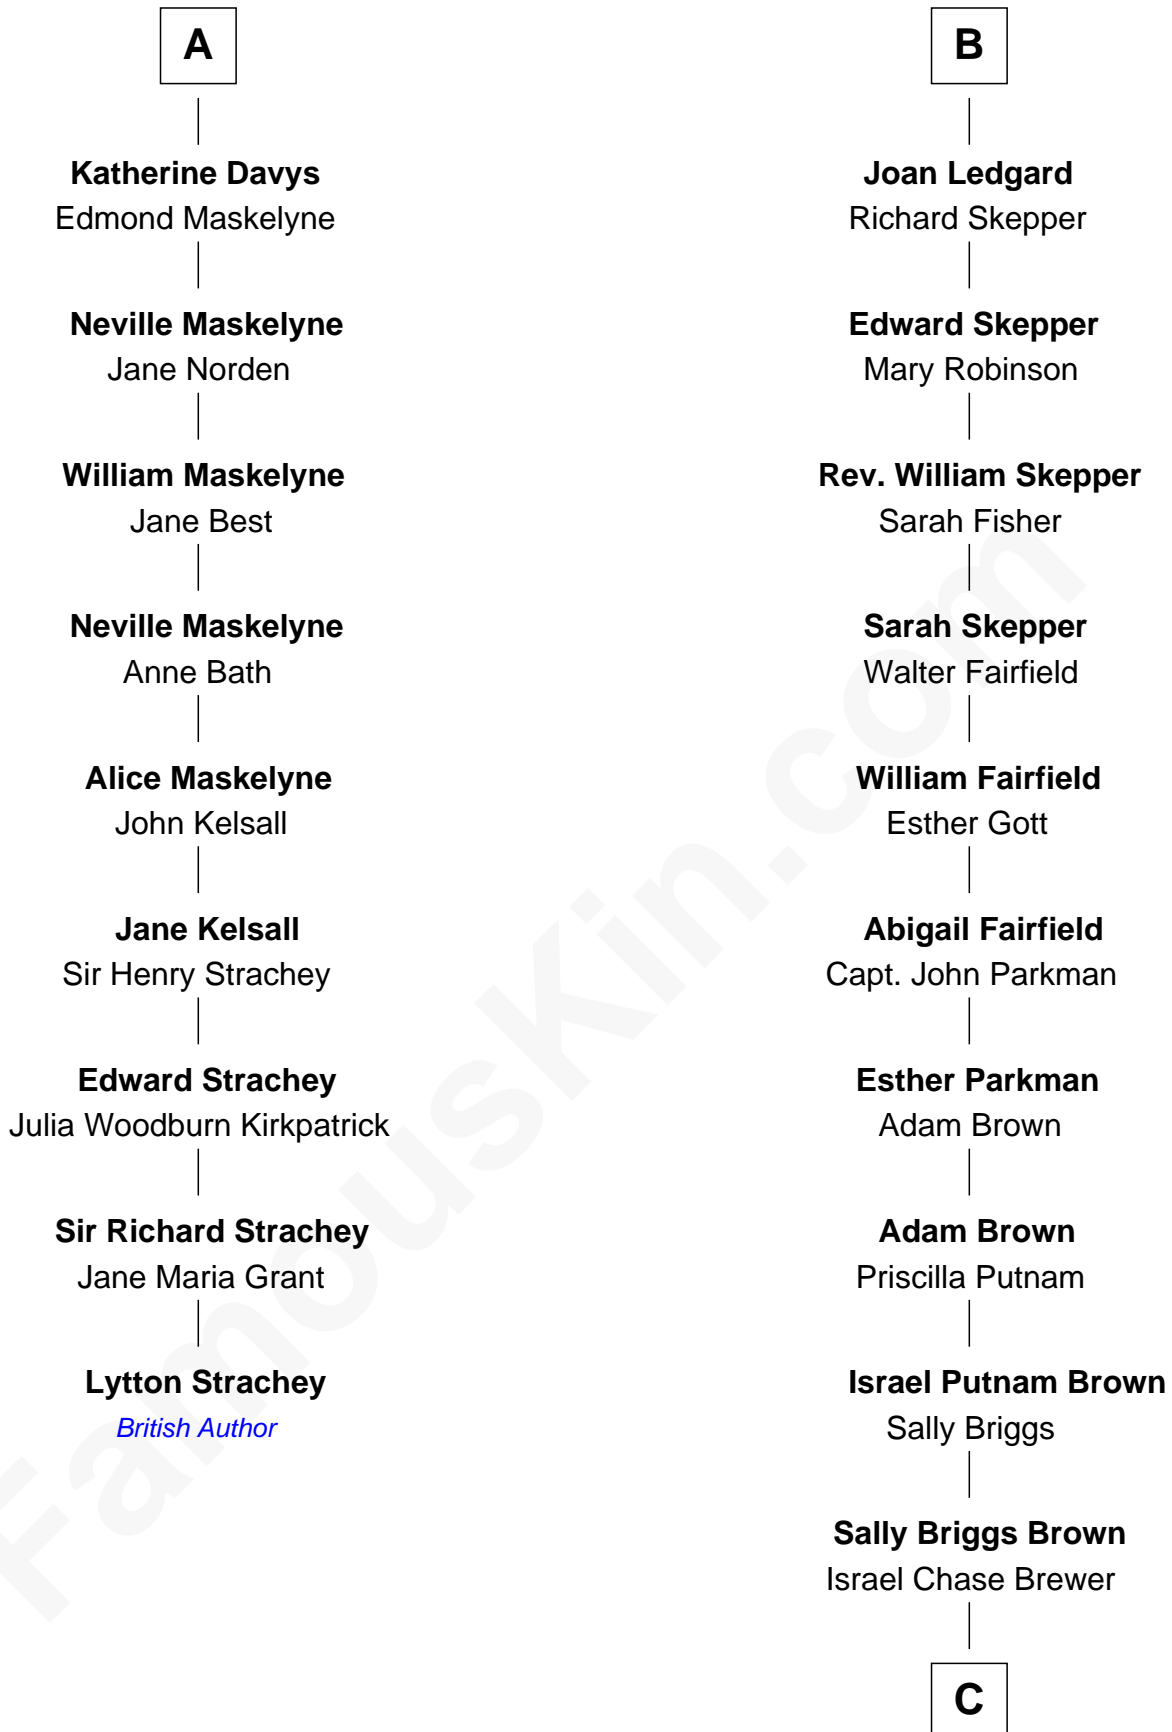 A
Katherine Davys
Edmond Maskelyne
Neville Maskelyne
Jane Norden
William Maskelyne
Jane Best
Neville Maskelyne
Anne Bath
Alice Maskelyne
John Kelsall
Jane Kelsall
Sir Henry Strachey
Edward Strachey
Julia Woodburn Kirkpatrick
Sir Richard Strachey
Jane Maria Grant
Lytton Strachey
British Author
B
Joan Ledgard
Richard Skepper
Edward Skepper
Mary Robinson
Rev. William Skepper
Sarah Fisher
Sarah Skepper
Walter Fairfield
William Fairfield
Esther Gott
Abigail Fairfield
Capt. John Parkman
Esther Parkman
Adam Brown
Adam Brown
Priscilla Putnam
Israel Putnam Brown
Sally Briggs
Sally Briggs Brown
Israel Chase Brewer
C
FamousKin.com